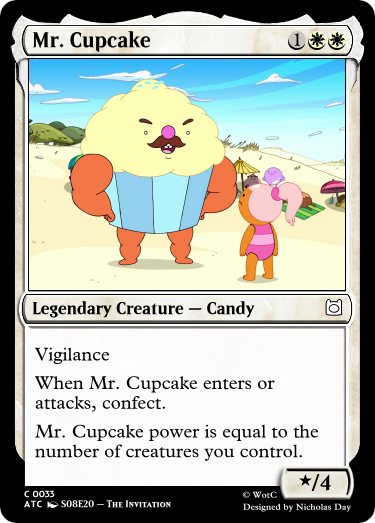 Mr. Cupcake 1
Legendary Creature — Candy
Vigilance
When Mr. Cupcake enters or
attacks, confect.
Mr. Cupcake power is equal to the
number of creatures you control.
★/4
C 0033
ATC S08E20 — The Invitation
© WotC
Designed by Nicholas Day